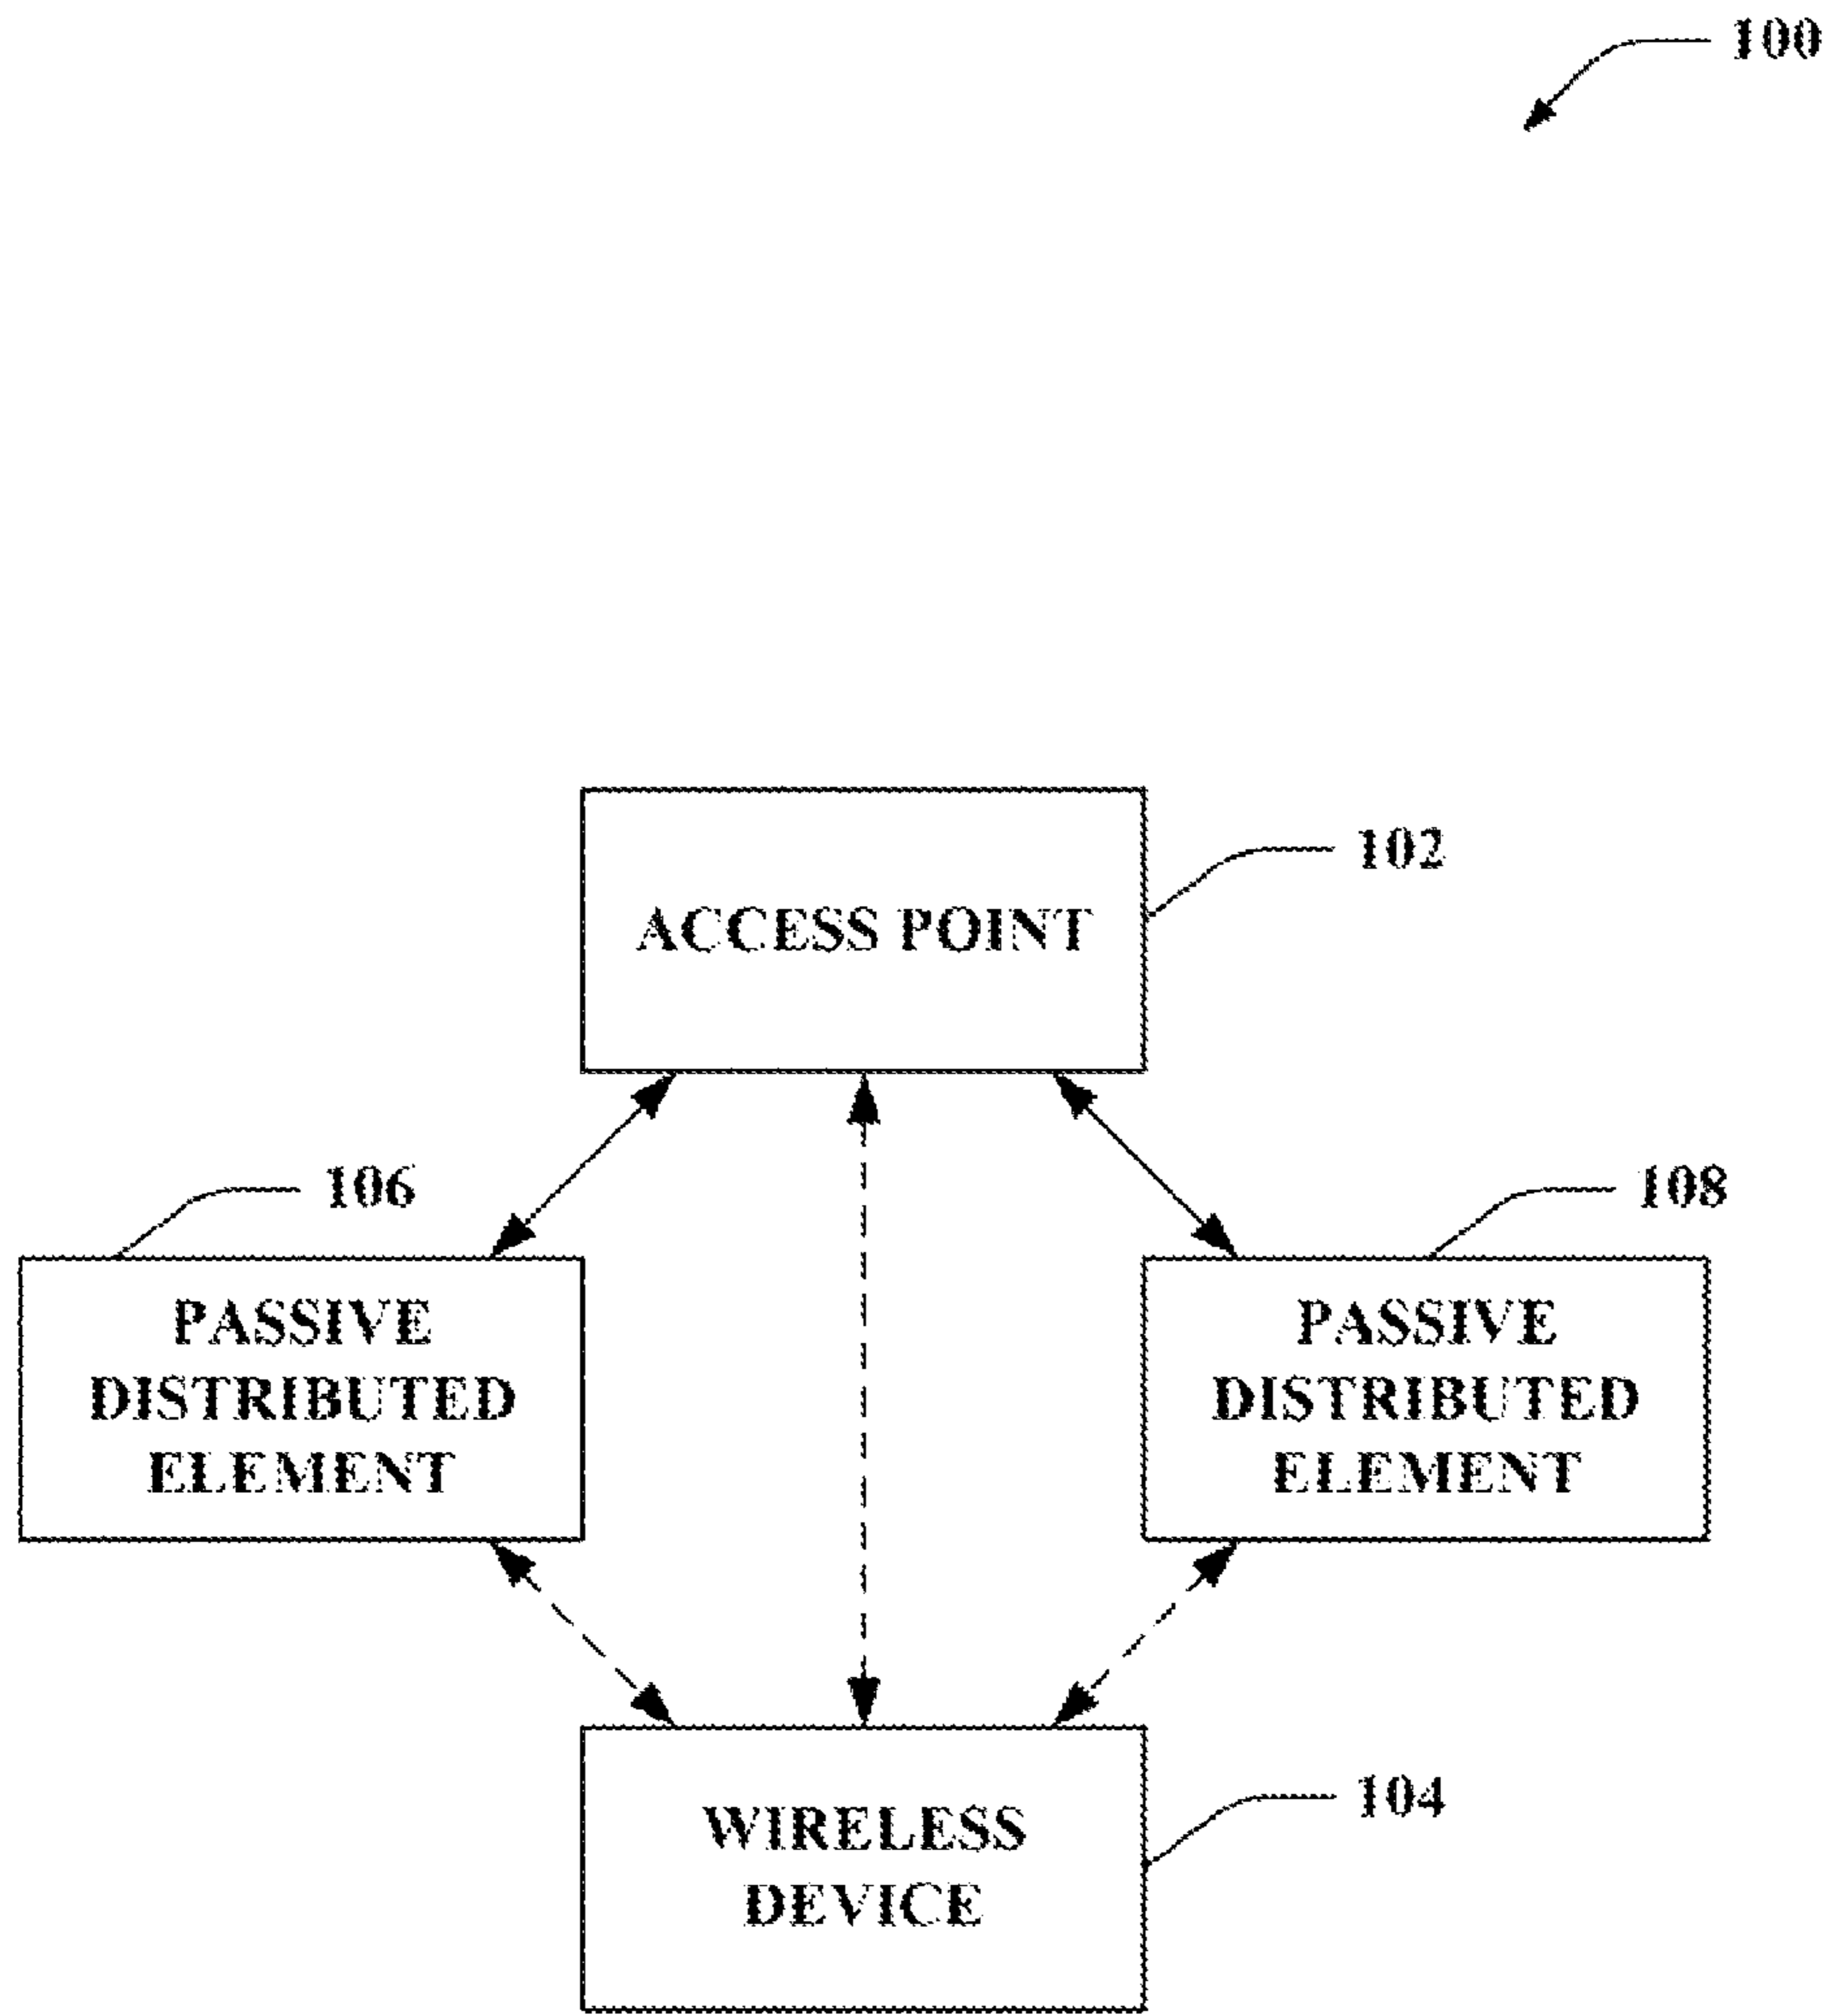 100
102
ACCESS POINT
106
108
PASSIVE
DISTRIBUTED
ELEMENT
PASSIVE
DISTRIBUTED
ELEMENT
104
WIRELESS
DEVICE